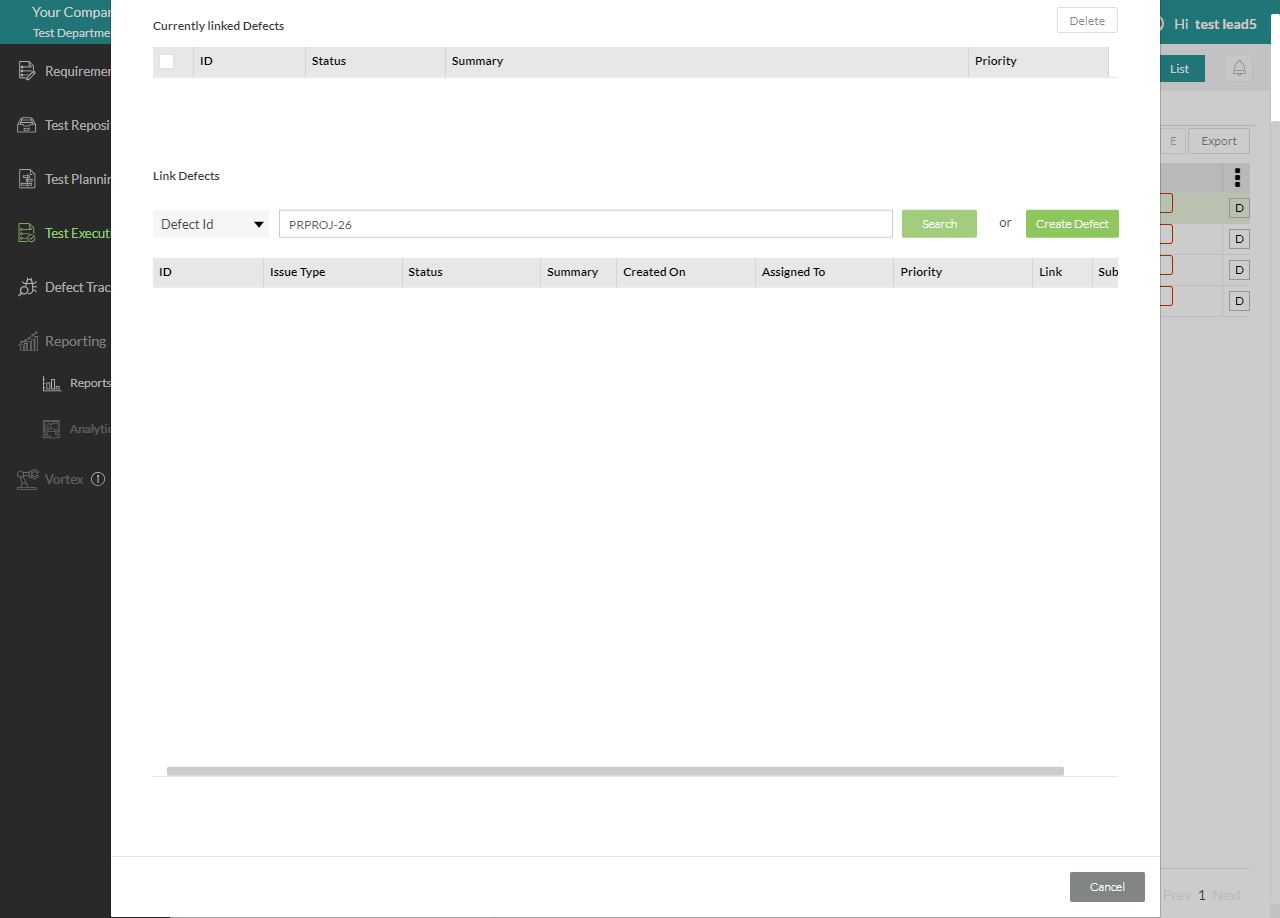 Your Compan
Test Departme
Hi test lead5
Currently linked Defects
Delete
ID Status Summary Priority
List
Requiremen
Test Reposi
Test Plannin
Test Executi
Defect Trac
Reporting
Reports
Analytic
Vortex
E Export
Link Defects
Defect Id PRPROJ-26 Search or Create Defect
ID Issue Type Status Summary Created On Assigned To Priority Link Sub
D
D
D
D
Cancel
Prev 1 Next